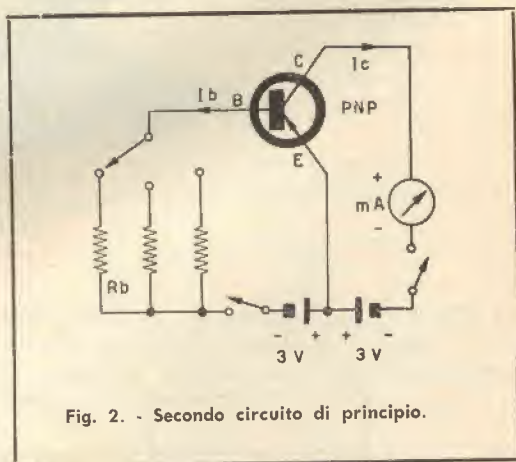 C
Ic
Ib
B
PNP
E
+
mA
-
Rb
- + + -
3 V 3 V
Fig. 2. - Secondo circuito di principio.